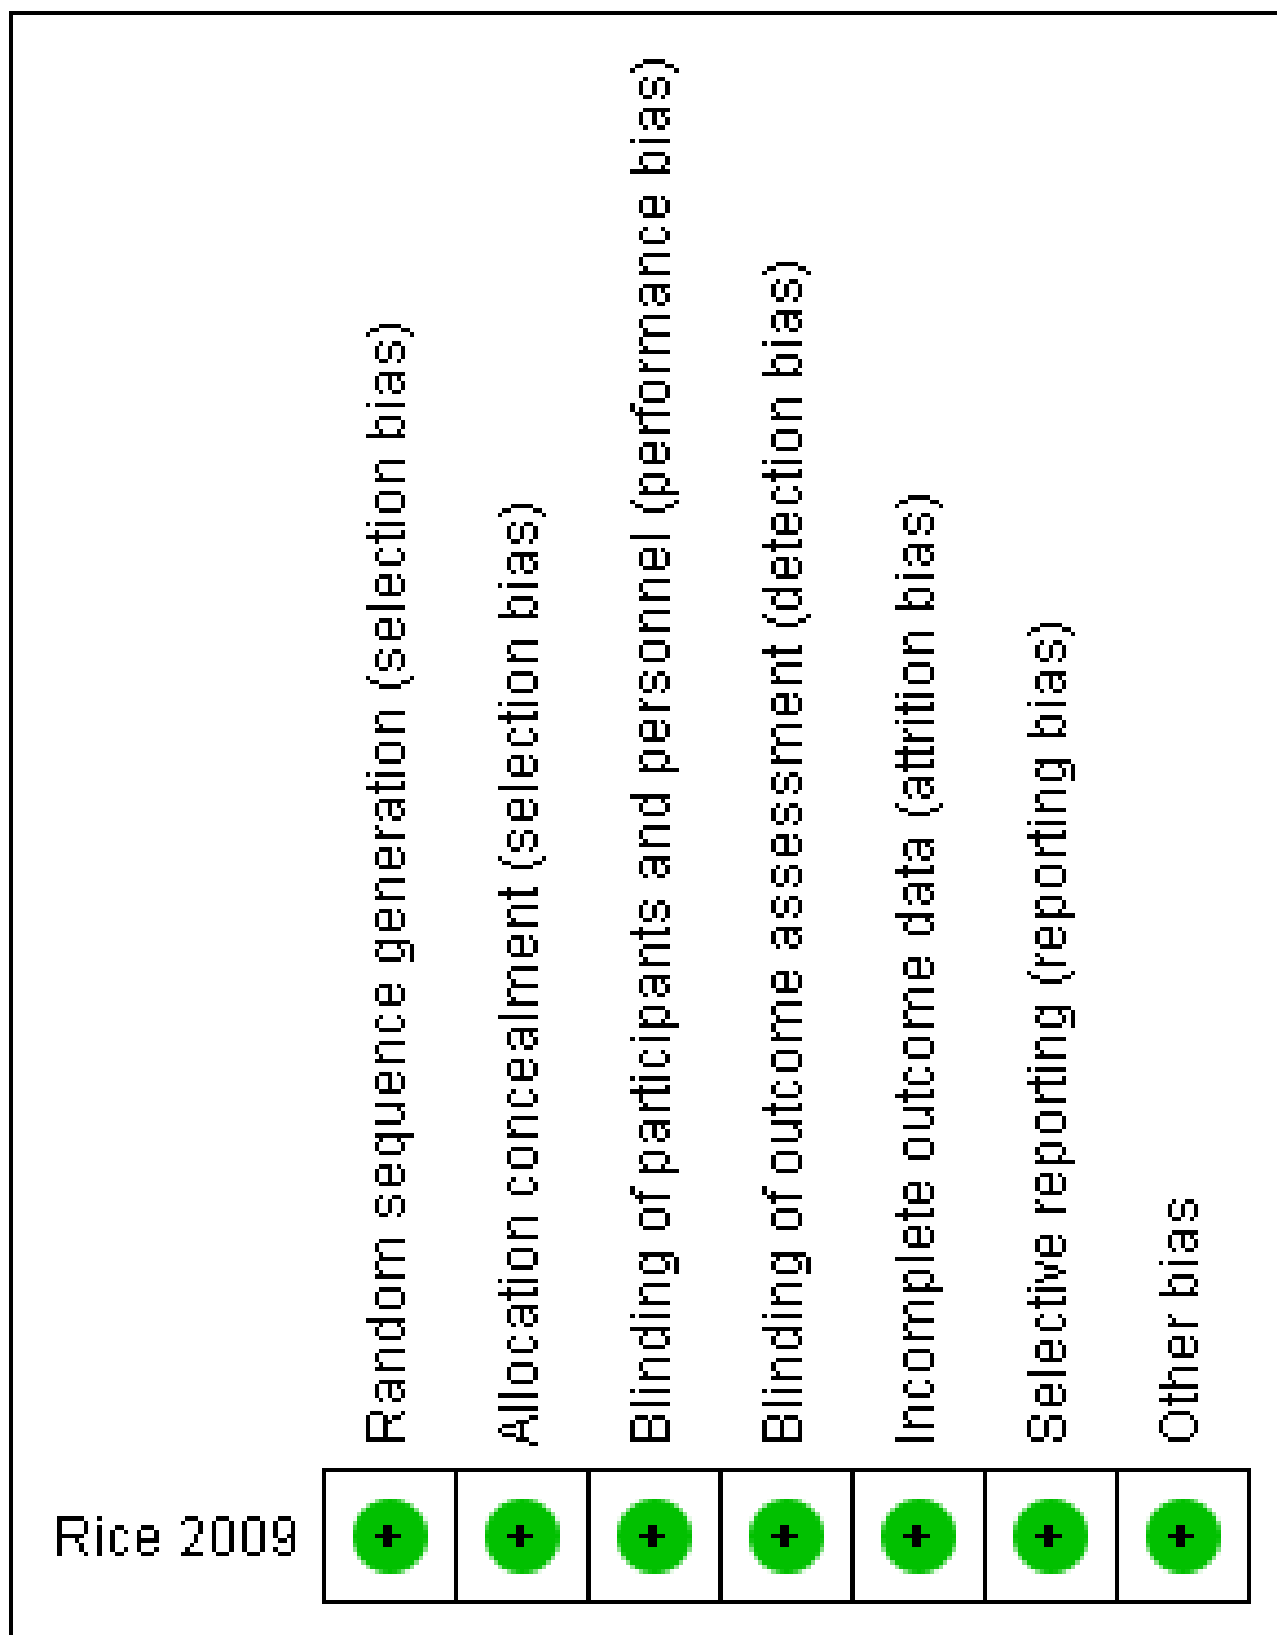 Random sequence generation (selection bias)
Allocation concealment (selection bias)
Blinding of participants and personnel (performance bias)
Blinding of outcome assessment (detection bias)
Incomplete outcome data (attrition bias)
Selective reporting (reporting bias)
Other bias
Rice 2009 + + + + + + +